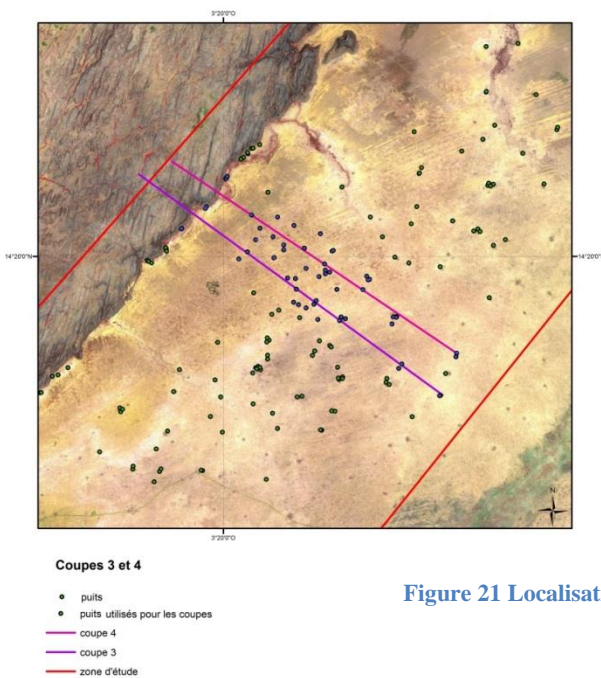 3°20'0"O
14°20'0"N
14°20'0"N
N
3°20'0"O
Coupes 3 et 4
Figure 21 Localisat
puits
puits utilisés pour les coupes
coupe 4
coupe 3
zone d'étude